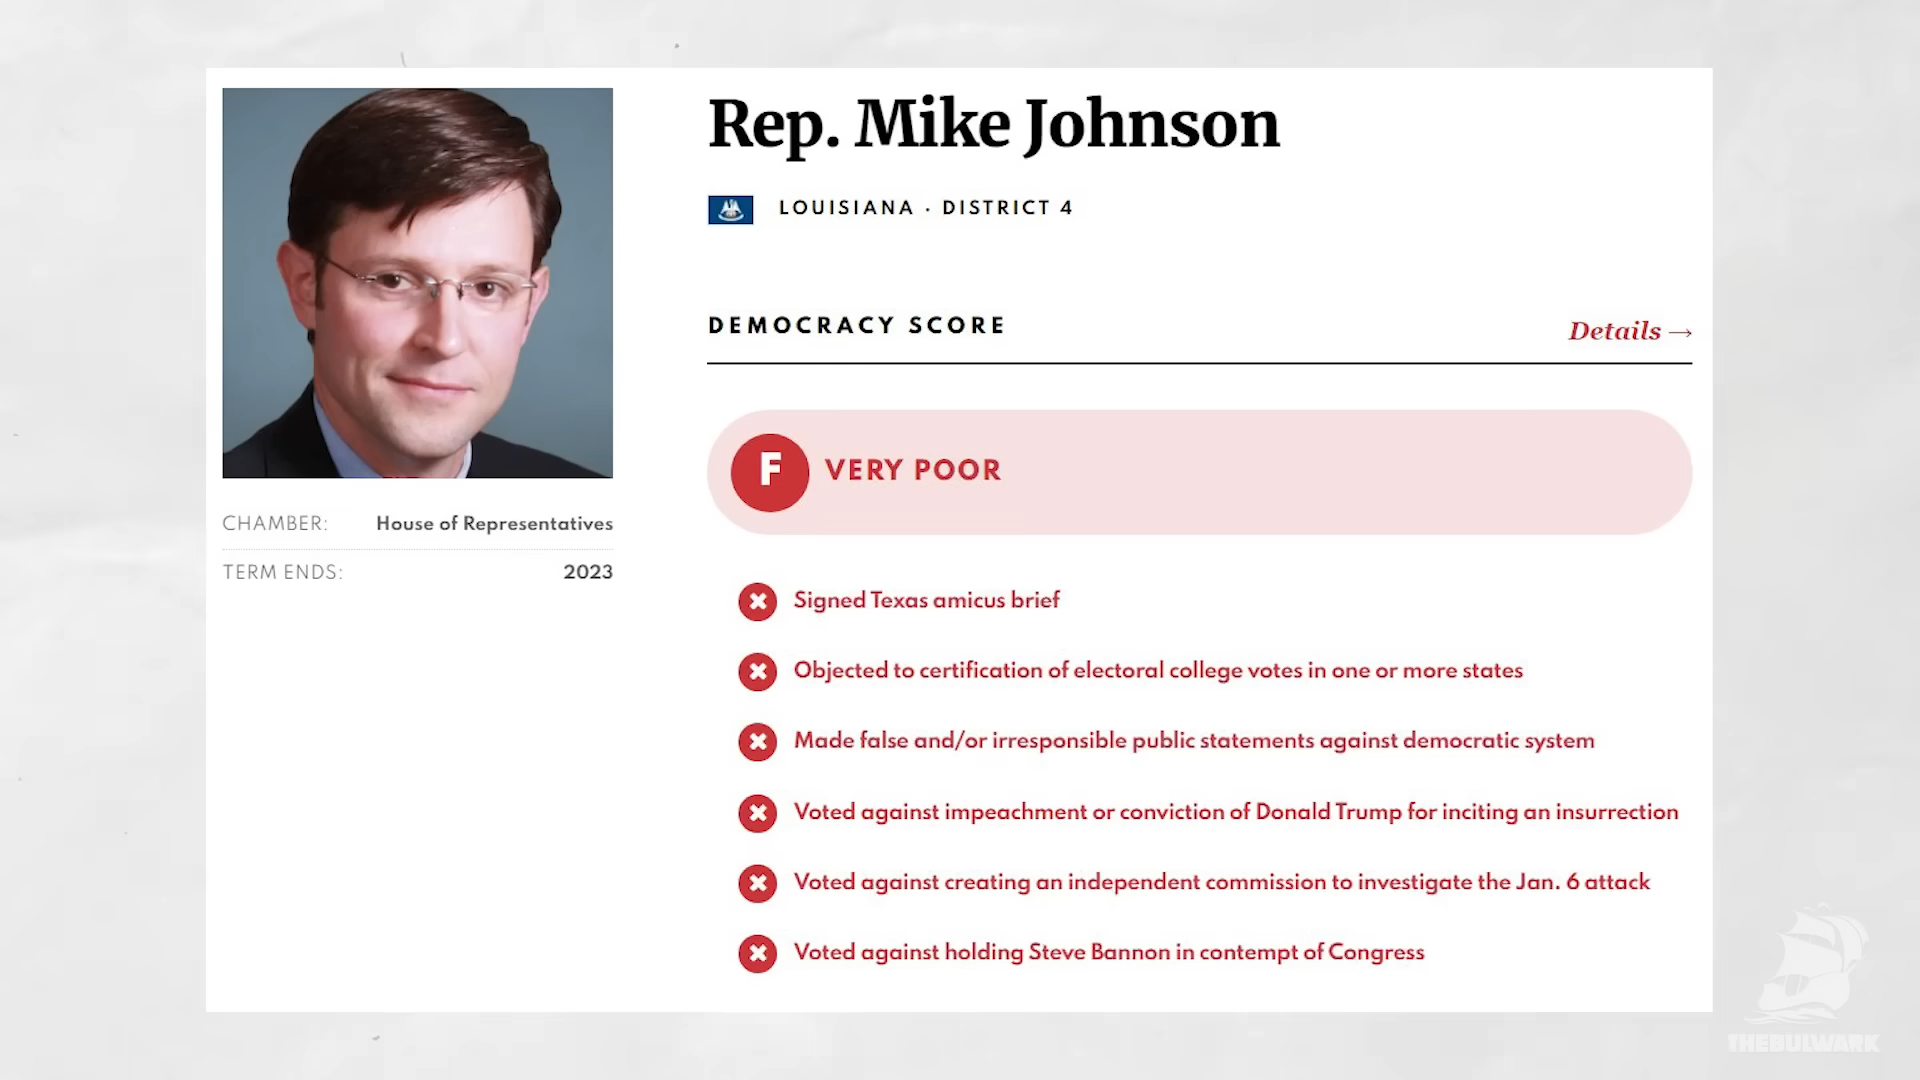 Rep. Mike Johnson
LOUISIANA · DISTRICT 4
DEMOCRACY SCORE
Details →
F VERY POOR
CHAMBER: House of Representatives
TERM ENDS: 2023
Signed Texas amicus brief
Objected to certification of electoral college votes in one or more states
Made false and/or irresponsible public statements against democratic system
Voted against impeachment or conviction of Donald Trump for inciting an insurrection
Voted against creating an independent commission to investigate the Jan. 6 attack
Voted against holding Steve Bannon in contempt of Congress
THEBULWARK